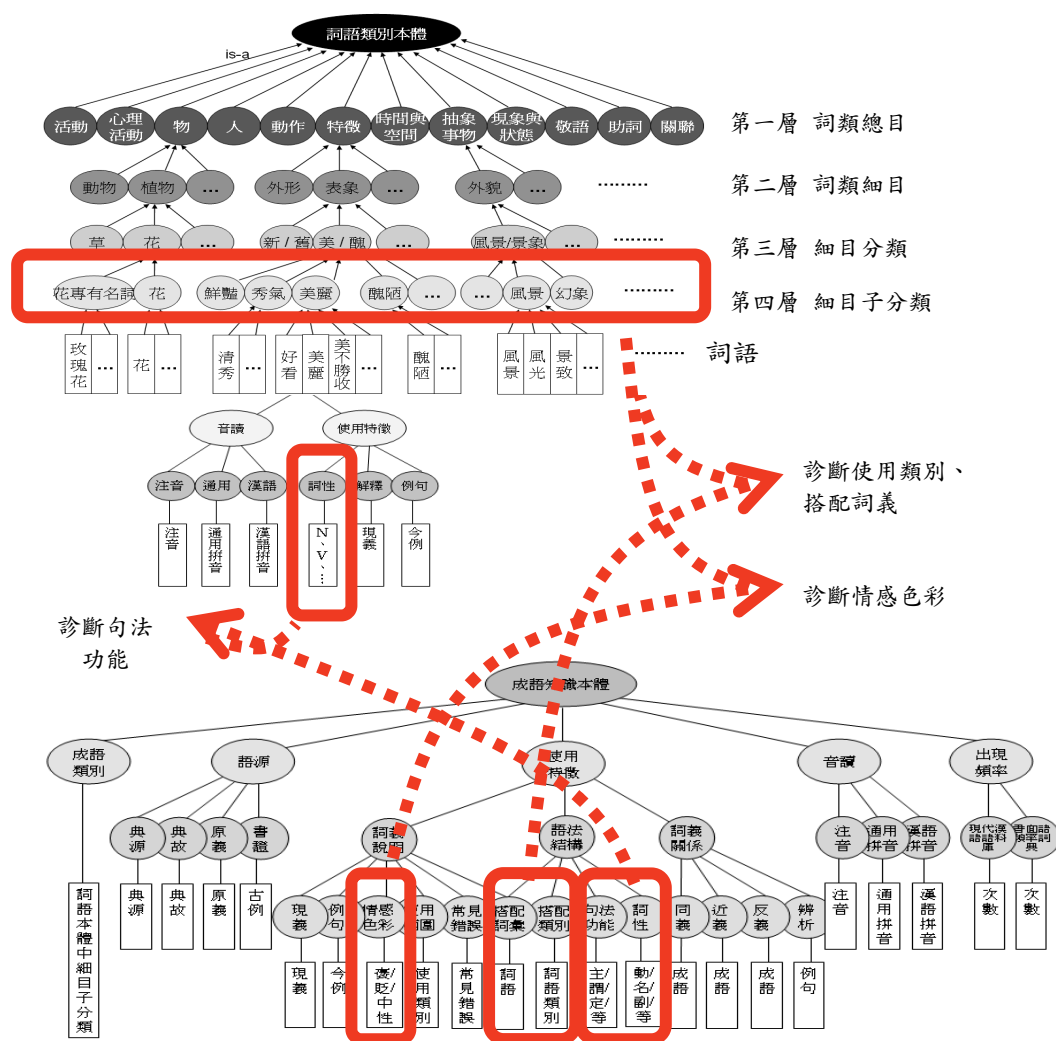 詞語類別本體
is-a
活動
心理
活動
物
人
動作
特徵
時間與
空間
抽象
事物
現象與
狀態
敬語
助詞
關聯
第一層 詞類總目
動物
植物
...
外形
表象
...
外貌
...
.........
第二層 詞類細目
草
花
...
新/舊
美/醜
...
風景/景象
...
.........
第三層 細目分類
花專有名詞
花
鮮豔
秀氣
美麗
醜陋
...
...
風景
幻象
.........
第四層 細目子分類
玫瑰花
...
花
...
清秀
...
好看
美麗
美不勝收
...
醜陋
...
風景
風光
景致
...
.........
詞語
音讀
使用特徵
注音
通用
漢語
詞性
解釋
例句
注音
通用拼音
漢語拼音
N、V、...
現義
今例
診斷使用類別、
搭配詞義
診斷情感色彩
診斷句法
功能
成語知識本體
成語
類別
語源
使用
特徵
音讀
出現
頻率
典源
典故
原義
書證
詞義
說明
語法
結構
詞義
關係
注音
通用
拼音
漢語
拼音
現代漢
語語料
庫
書面語
頻率詞
典
詞語本體中細目子分類
典源
典故
原義
古例
現義
例句
情感
色彩
使用
範圍
常見
錯誤
搭配
詞彙
搭配
類別
句法
功能
詞性
同義
近義
反義
辨析
注音
通用拼音
漢語拼音
次數
次數
現義
今例
褒/貶/中性
使用類別
常見錯誤
詞語
詞語類別
主/謂/定/等
動/名/副/等
成語
成語
成語
例句